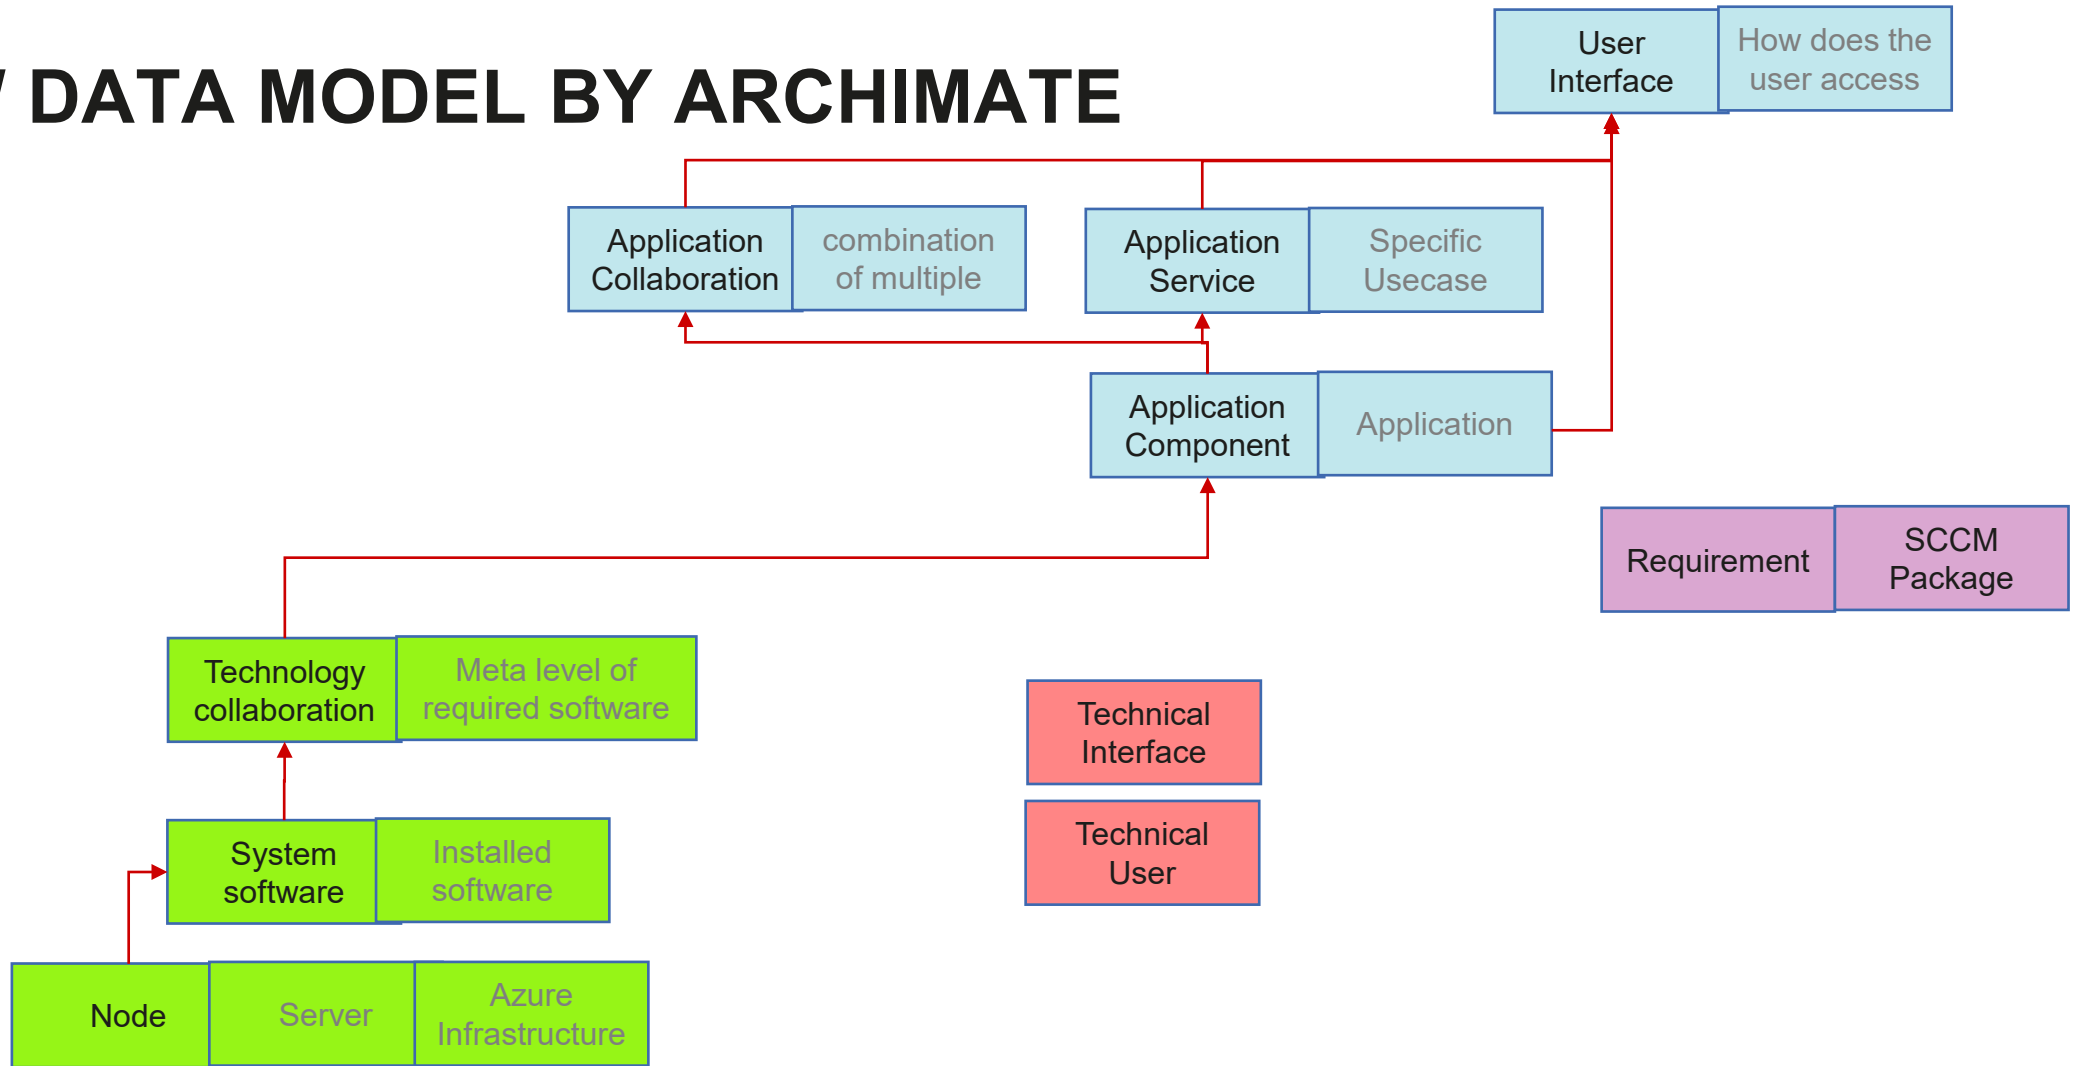 DATA MODEL BY ARCHIMATE
User
Interface
How does the
user access
Application
Collaboration
combination
of multiple
Application
Service
Specific
Usecase
Application
Component
Application
Requirement
SCCM
Package
Technology
collaboration
Meta level of
required software
Technical
Interface
System
software
Installed
software
Technical
User
Node
Server
Azure
Infrastructure